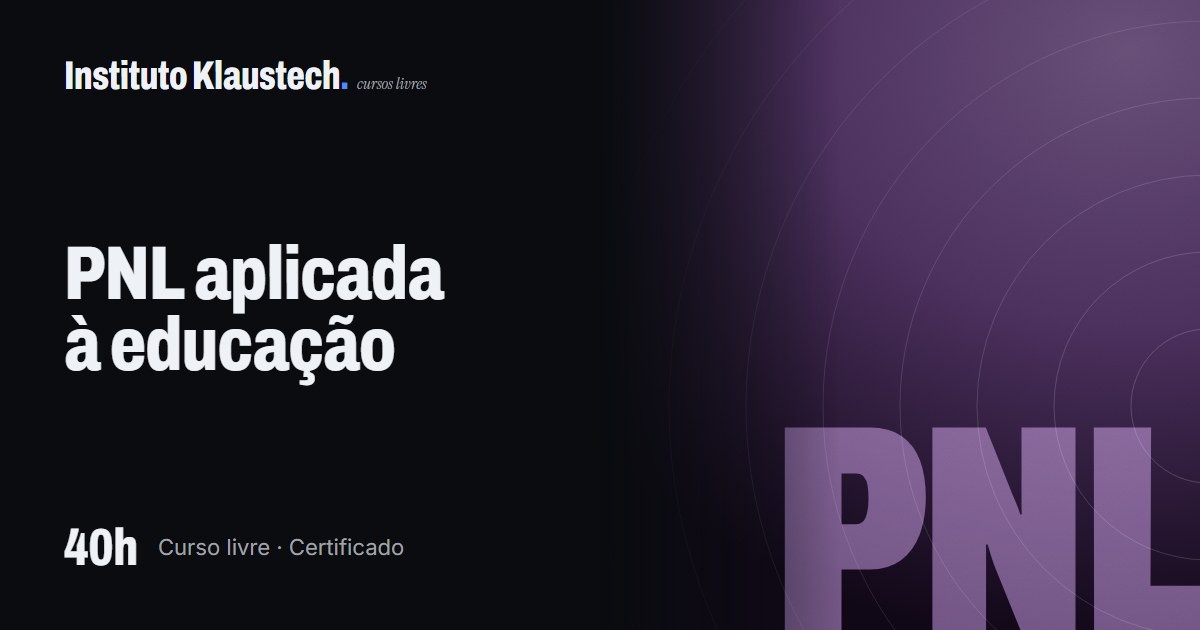 Instituto Klaustech. cursos livres
PNL aplicada
à educação
40h Curso livre · Certificado
PNL